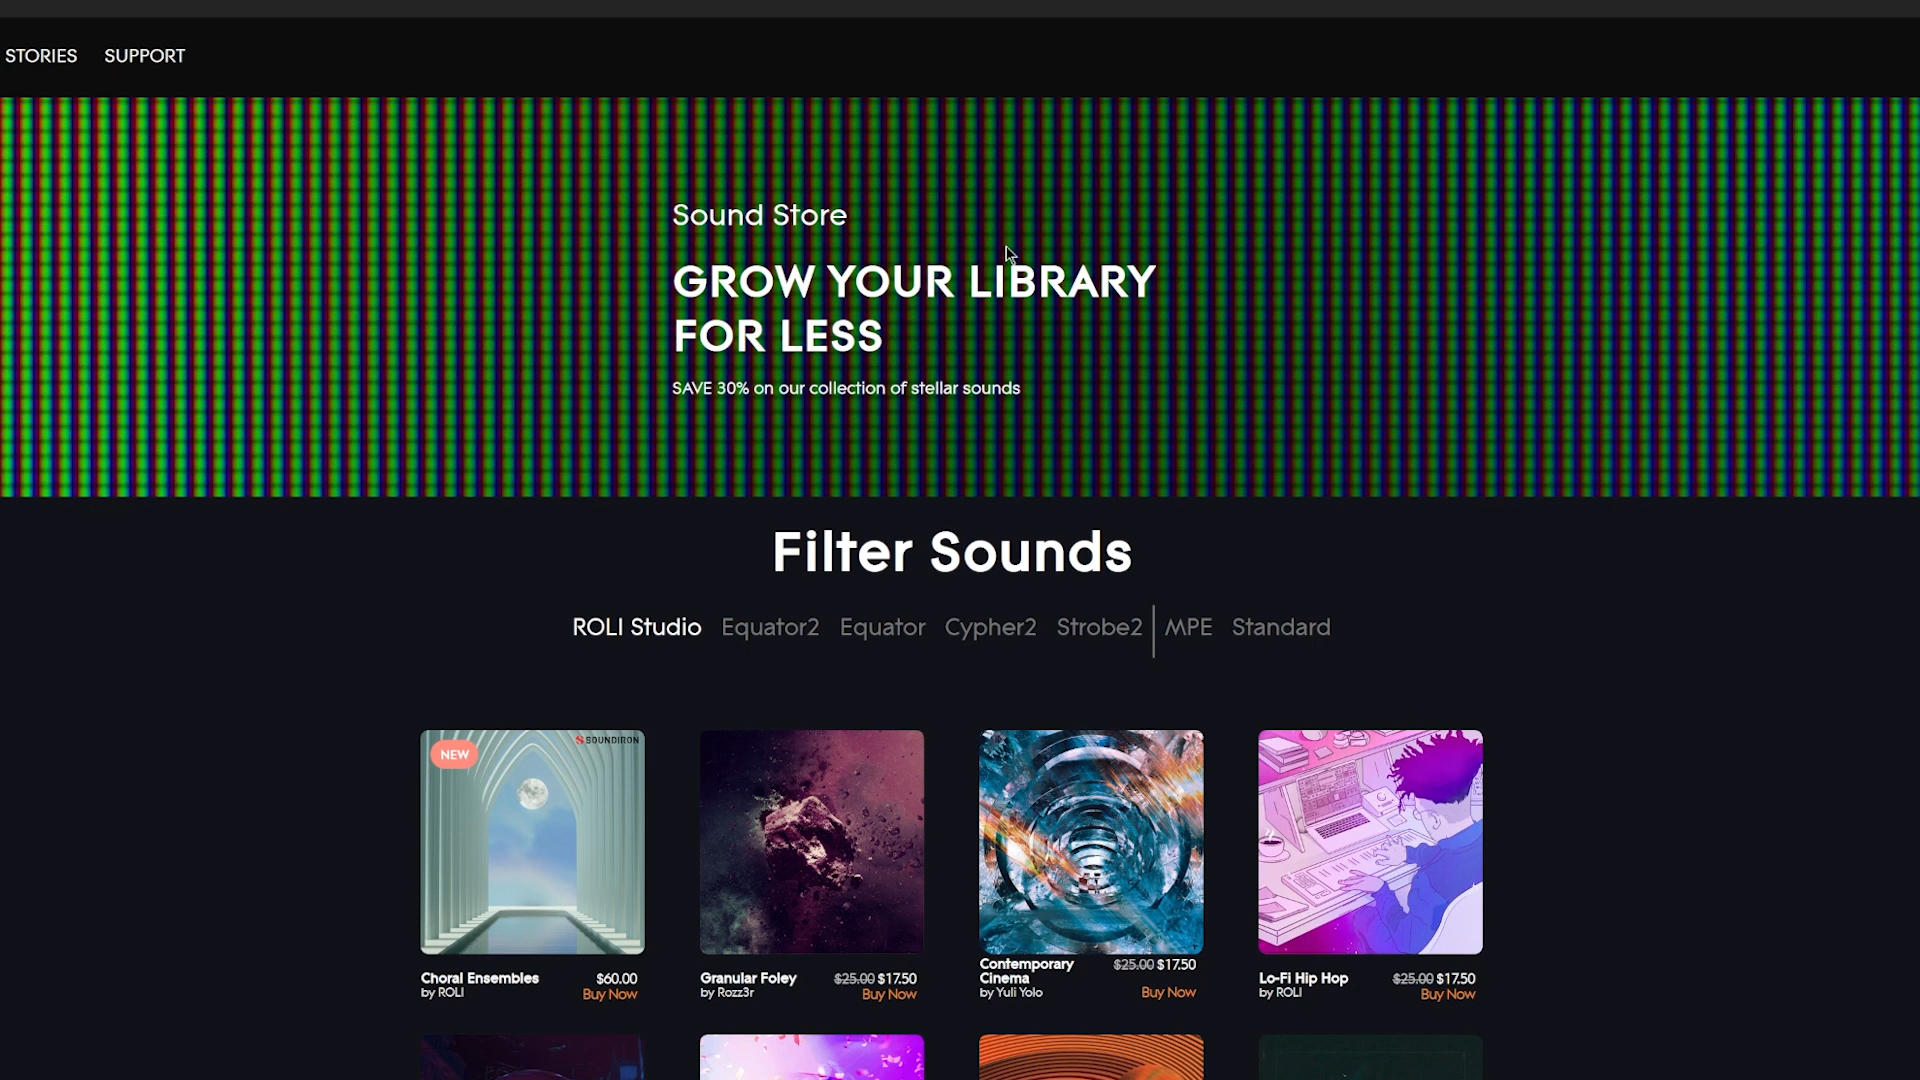 STORIES SUPPORT
Sound Store
GROW YOUR LIBRARY
FOR LESS
SAVE 30% on our collection of stellar sounds
Filter Sounds
ROLI Studio Equator2 Equator Cypher2 Strobe2 MPE Standard
NEW
SOUNDIRON
Choral Ensembles $60.00
by ROLI Buy Now
Granular Foley $25.00 $17.50
by Rozz3r Buy Now
Contemporary $25.00 $17.50
Cinema
by Yuli Yolo Buy Now
Lo-Fi Hip Hop $25.00 $17.50
by ROLI Buy Now